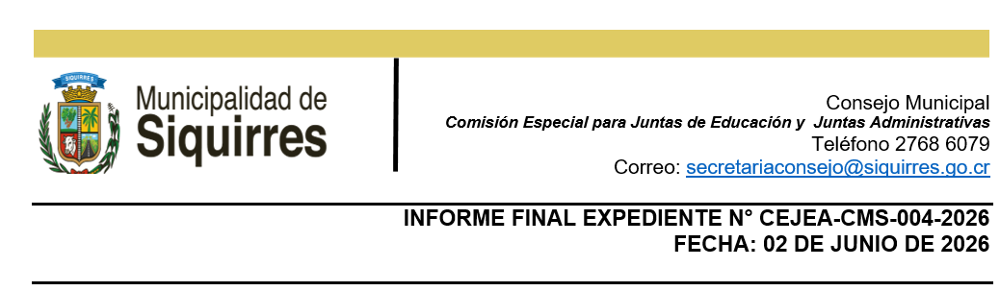 SIQUIRRES
Municipalidad de
Siquirres
Consejo Municipal
Comisión Especial para Juntas de Educación y Juntas Administrativas
Teléfono 2768 6079
Correo: secretariaconsejo@siquirres.go.cr
INFORME FINAL EXPEDIENTE N° CEJEA-CMS-004-2026
FECHA: 02 DE JUNIO DE 2026